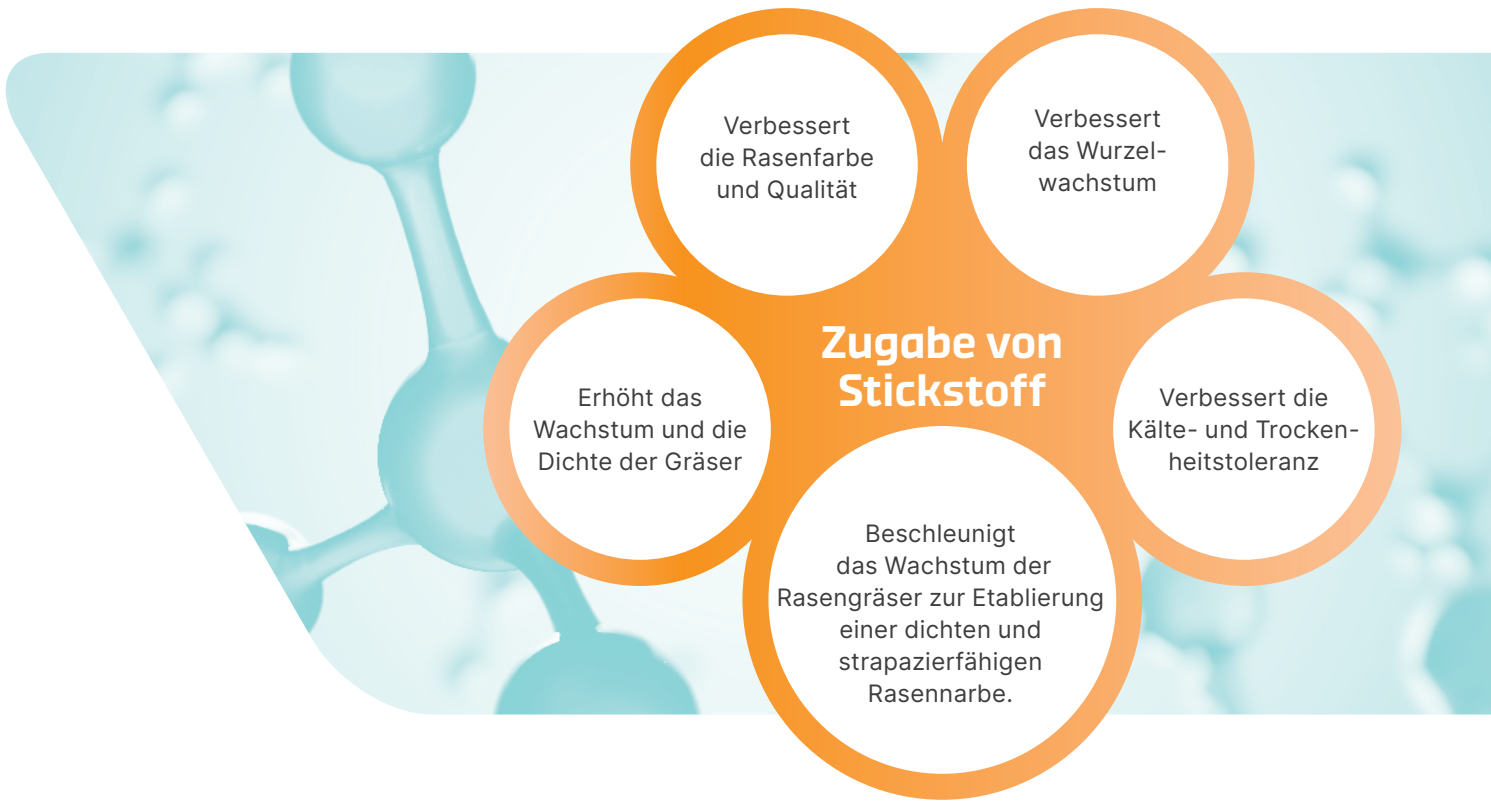 Verbessert
die Rasenfarbe
und Qualität
Verbessert
das Wurzel-
wachstum
Zugabe von
Stickstoff
Erhöht das
Wachstum und die
Dichte der Gräser
Verbessert die
Kälte- und Trocken-
heitstoleranz
Beschleunigt
das Wachstum der
Rasengräser zur Etablierung
einer dichten und
strapazierfähigen
Rasennarbe.